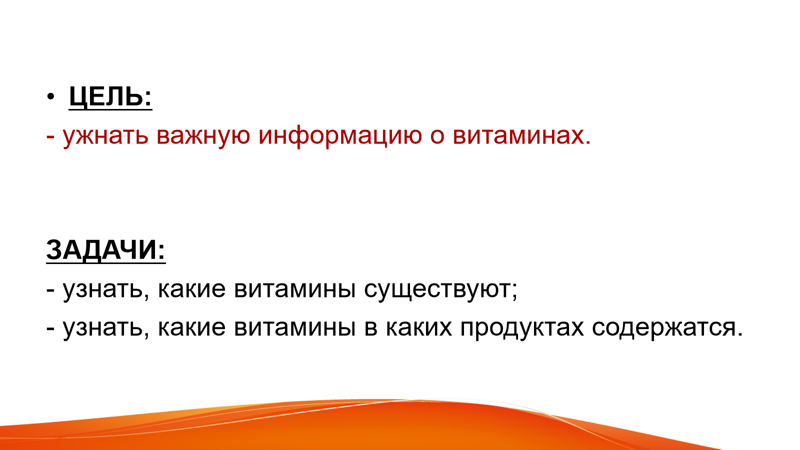 • ЦЕЛЬ:
- ужнать важную информацию о витаминах.
ЗАДАЧИ:
- узнать, какие витамины существуют;
- узнать, какие витамины в каких продуктах содержатся.